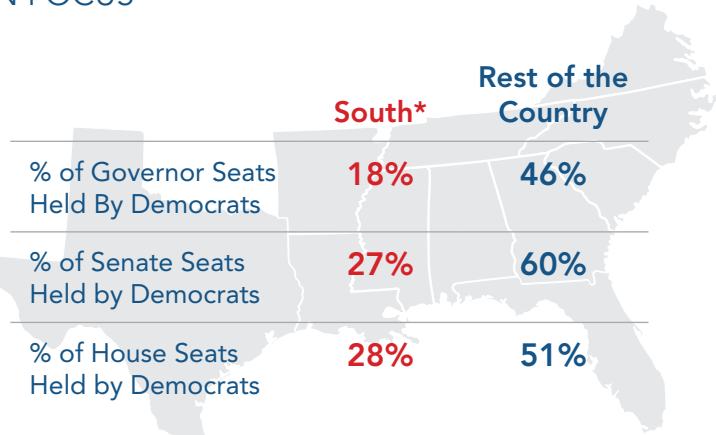 FOCUS
South*
Rest of the
Country
% of Governor Seats
Held By Democrats
18%
46%
% of Senate Seats
Held by Democrats
27%
60%
% of House Seats
Held by Democrats
28%
51%